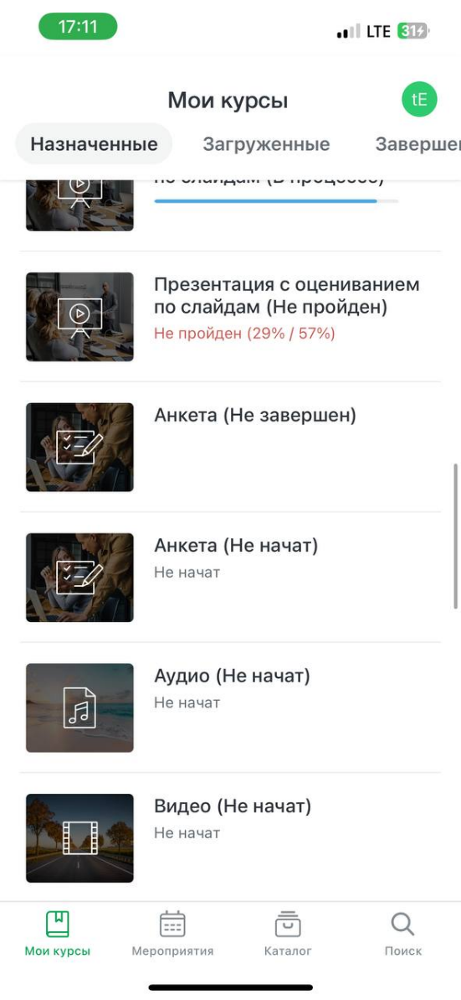 17:11
LTE 31
Мои курсы
tE
Назначенные Загруженные Заверше
по слайдам (В процессе)
Презентация с оцениванием
по слайдам (Не пройден)
Не пройден (29% / 57%)
Анкета (Не завершен)
Анкета (Не начат)
Не начат
Аудио (Не начат)
Не начат
Видео (Не начат)
Не начат
Мои курсы Мероприятия Каталог Поиск